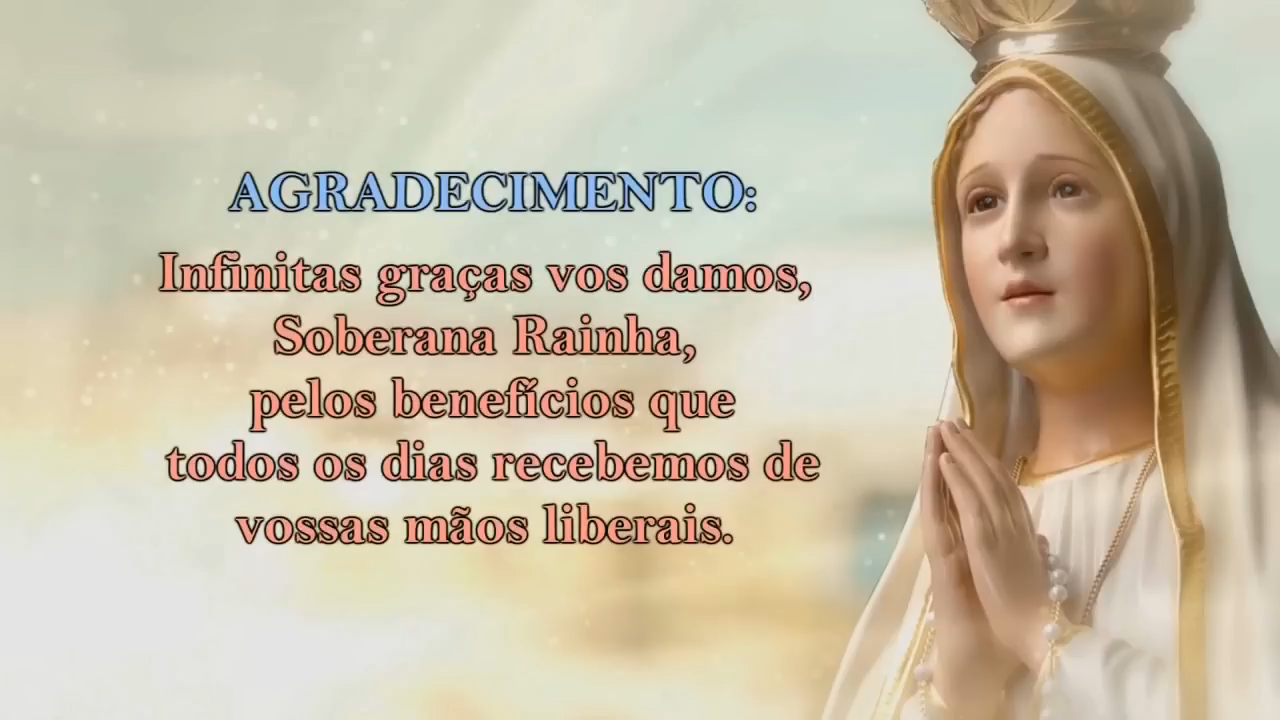 AGRADECIMENTO:
Infinitas graças vos damos,
Soberana Rainha,
pelos benefícios que
todos os dias recebemos de
vossas mãos liberais.